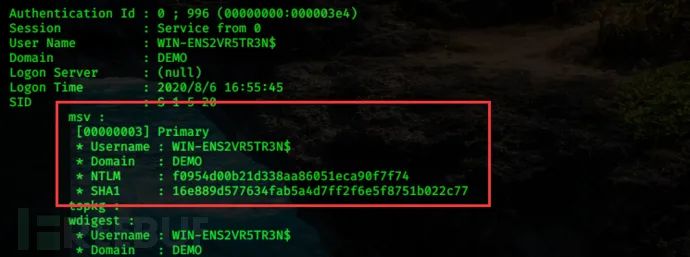 Authentication Id : 0 ; 996 (00000000:000003e4)
Session           : Service from 0
User Name         : WIN-ENS2VR5TR3N$
Domain            : DEMO
Logon Server      : (null)
Logon Time        : 2020/8/6 16:55:45
SID               : S-1-5-20
msv :
[00000003] Primary
* Username : WIN-ENS2VR5TR3N$
* Domain   : DEMO
* NTLM     : f0954d00b21d338aa86051eca90f7f74
* SHA1     : 16e889d577634fab5a4d7ff2f6e5f8751b022c77
tspkg :
wdigest :
* Username : WIN-ENS2VR5TR3N$
* Domain   : DEMO